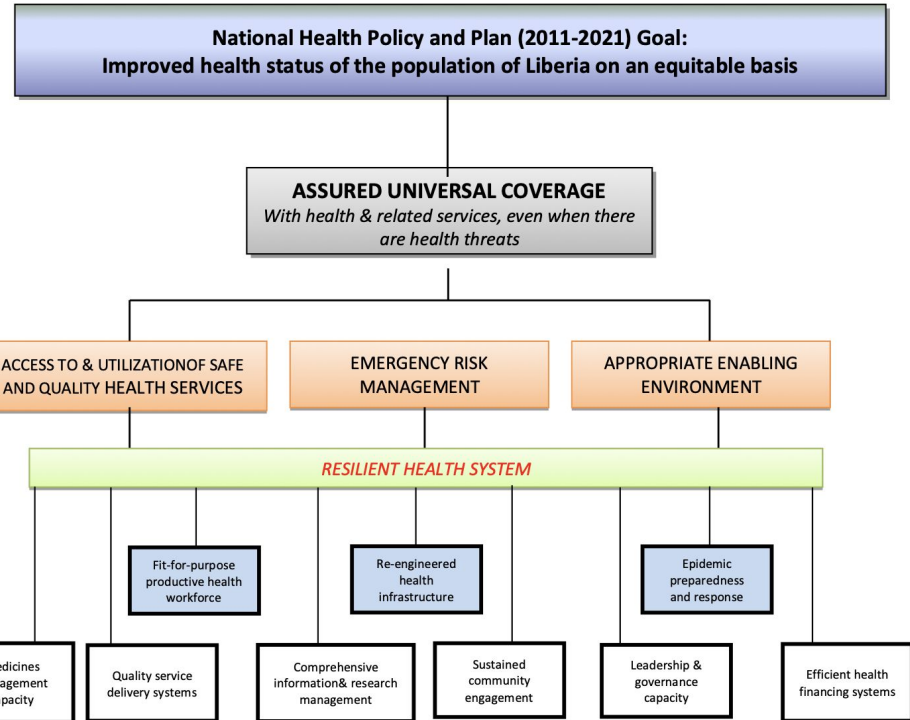 National Health Policy and Plan (2011-2021) Goal:
Improved health status of the population of Liberia on an equitable basis
ASSURED UNIVERSAL COVERAGE
With health & related services, even when there
are health threats
ACCESS TO & UTILIZATIONOF SAFE
AND QUALITY HEALTH SERVICES
EMERGENCY RISK
MANAGEMENT
APPROPRIATE ENABLING
ENVIRONMENT
RESILIENT HEALTH SYSTEM
Fit-for-purpose
productive health
workforce
Re-engineered
health
infrastructure
Epidemic
preparedness
and response
edicines
agement
pacity
Quality service
delivery systems
Comprehensive
information& research
management
Sustained
community
engagement
Leadership &
governance
capacity
Efficient health
financing systems